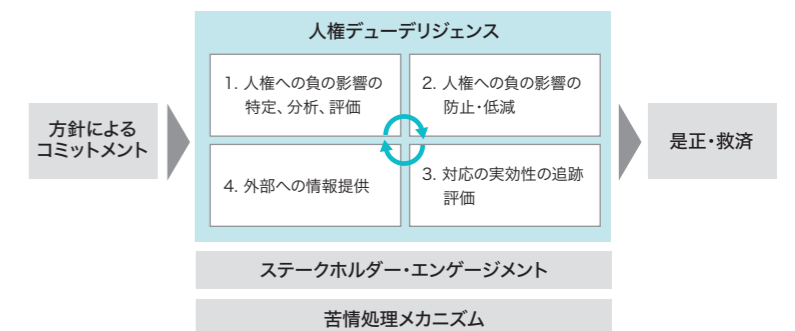 人権デューデリジェンス
1. 人権への負の影響の
特定、分析、評価
2. 人権への負の影響の
防止・低減
方針による
コミットメント
是正・救済
4. 外部への情報提供
3. 対応の実効性の追跡
評価
ステークホルダー・エンゲージメント
苦情処理メカニズム